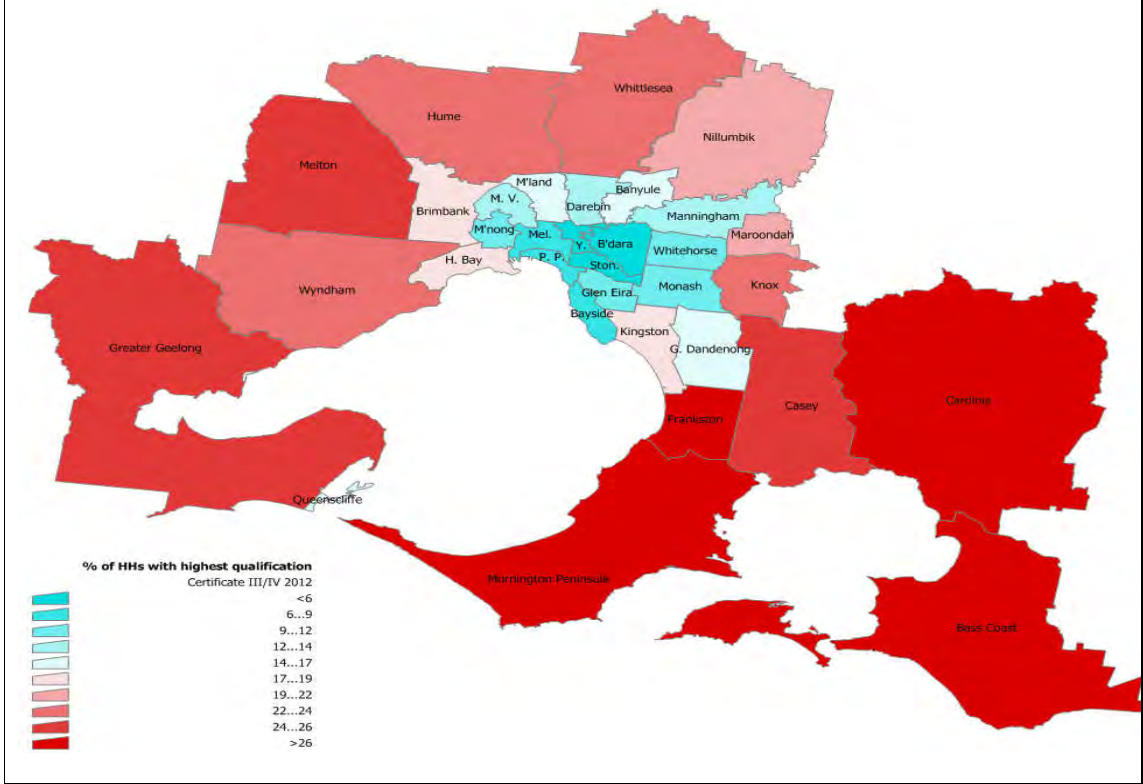 Whittlesea
Hume
Nillumbik
Melton
M'land
Banyule
M. V.
Darebin
Brimbank
Manningham
M'nong
Mel.
Y.
B'dara
Whitehorse
Maroondah
H. Bay
P. P.
Ston.
Wyndham
Glen Eira
Monash
Knox
Bayside
Kingston
Greater Geelong
G. Dandenong
Cardinia
Casey
Frankston
Queenscliffe
Mornington Peninsula
Bass Coast
% of HHs with highest qualification
Certificate III/IV 2012
<6
6...9
9...12
12...14
14...17
17...19
19...22
22...24
24...26
>26